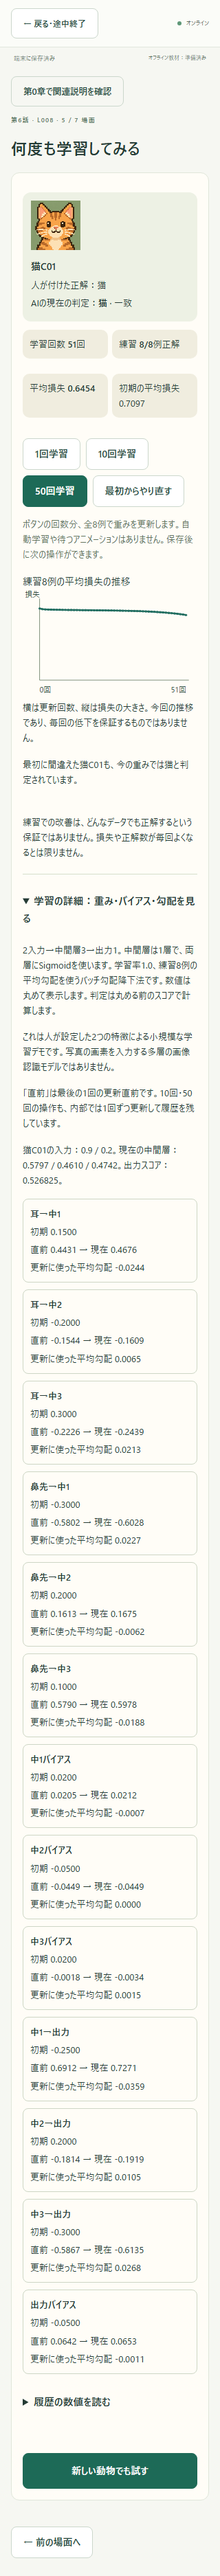 ← 戻る・途中終了
オンライン
端末に保存済み
オフライン教材：準備済み
第0章で関連説明を確認
第6話・L008・5 / 7 場面
何度も学習してみる
猫C01
人が付けた正解：猫
AIの現在の判定：猫 · 一致
学習回数 51回
練習 8/8例正解
平均損失 0.6454
初期の平均損失
0.7097
1回学習
10回学習
50回学習
最初からやり直す
ボタンの回数分、全8例で重みを更新します。自
動学習や待つアニメーションはありません。保存後
に次の操作ができます。
練習8例の平均損失の推移
損失
0回
51回
横は更新回数、縦は損失の大きさ。今回の推移
であり、毎回の低下を保証するものではありませ
ん。
最初に間違えた猫C01も、今の重みでは猫と判
定されています。
練習での改善は、どんなデータでも正解するという
保証ではありません。損失や正解数が毎回よくな
るとは限りません。
▼ 学習の詳細：重み・バイアス・勾配を見
る
2入力→中間層3→出力1。中間層は1層で、両
層にSigmoidを使います。学習率1.0、練習8例の
平均勾配を使うバッチ勾配降下法です。数値は
丸めて表示します。判定は丸める前のスコアで計
算します。
これは人が設定した2つの特徴による小規模な学
習デモです。写真の画素を入力する多層の画像
認識モデルではありません。
「直前」は最後の1回の更新直前です。10回・50
回の操作も、内部では1回ずつ更新して履歴を残
しています。
猫C01の入力：0.9 / 0.2。現在の中間層：
0.5797 / 0.4610 / 0.4742。出力スコア：
0.526825。
耳→中1
初期 0.1500
直前 0.4431 → 現在 0.4676
更新に使った平均勾配 -0.0244
耳→中2
初期 -0.2000
直前 -0.1544 → 現在 -0.1609
更新に使った平均勾配 0.0065
耳→中3
初期 0.3000
直前 -0.2226 → 現在 -0.2439
更新に使った平均勾配 0.0213
鼻先→中1
初期 -0.3000
直前 -0.5802 → 現在 -0.6028
更新に使った平均勾配 0.0227
鼻先→中2
初期 0.2000
直前 0.1613 → 現在 0.1675
更新に使った平均勾配 -0.0062
鼻先→中3
初期 0.1000
直前 0.5790 → 現在 0.5978
更新に使った平均勾配 -0.0188
中1バイアス
初期 0.0200
直前 0.0205 → 現在 0.0212
更新に使った平均勾配 -0.0007
中2バイアス
初期 -0.0500
直前 -0.0449 → 現在 -0.0449
更新に使った平均勾配 0.0000
中3バイアス
初期 0.0200
直前 -0.0018 → 現在 -0.0034
更新に使った平均勾配 0.0015
中1→出力
初期 -0.2500
直前 0.6912 → 現在 0.7271
更新に使った平均勾配 -0.0359
中2→出力
初期 0.2000
直前 -0.1814 → 現在 -0.1919
更新に使った平均勾配 0.0105
中3→出力
初期 -0.3000
直前 -0.5867 → 現在 -0.6135
更新に使った平均勾配 0.0268
出力バイアス
初期 -0.0500
直前 0.0642 → 現在 0.0653
更新に使った平均勾配 -0.0011
▶ 履歴の数値を読む
新しい動物でも試す
← 前の場面へ